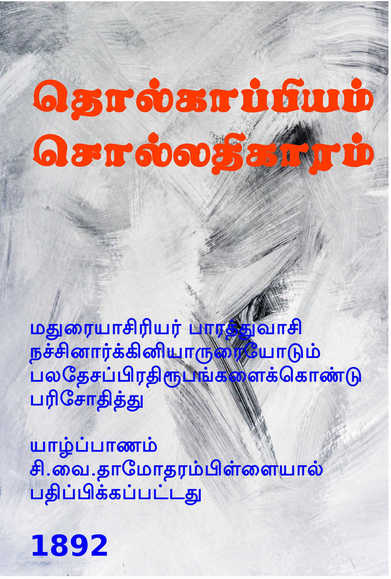 தொல்காப்பியம்
சொல்லதிகாரம்
மதுரையாசிரியர் பாரத்துவாசி
நச்சினார்க்கினியாருரையோடும்
பலதேசப்பிரதிரூபங்களைக்கொண்டு
பரிசோதித்து
யாழ்ப்பாணம்
சி.வை.தாமோதரம்பிள்ளையால்
பதிப்பிக்கப்பட்டது
1892